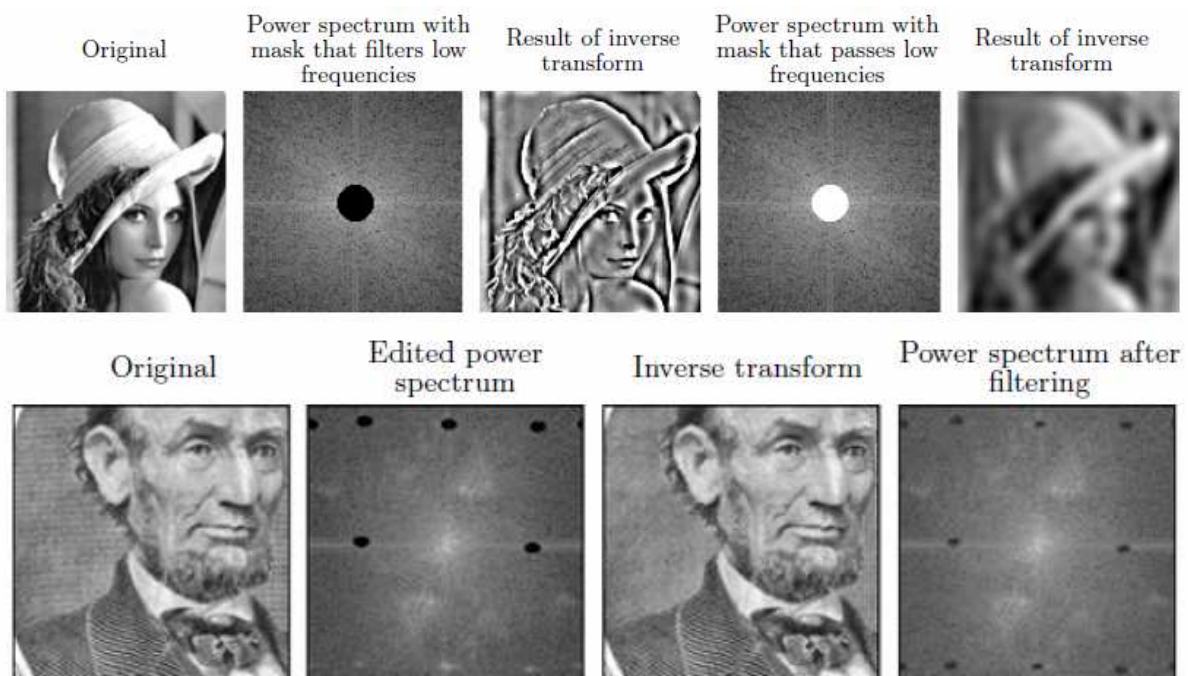 Original
Power spectrum with
mask that filters low
frequencies
Result of inverse
transform
Power spectrum with
mask that passes low
frequencies
Result of inverse
transform
Original
Edited power
spectrum
Inverse transform
Power spectrum after
filtering